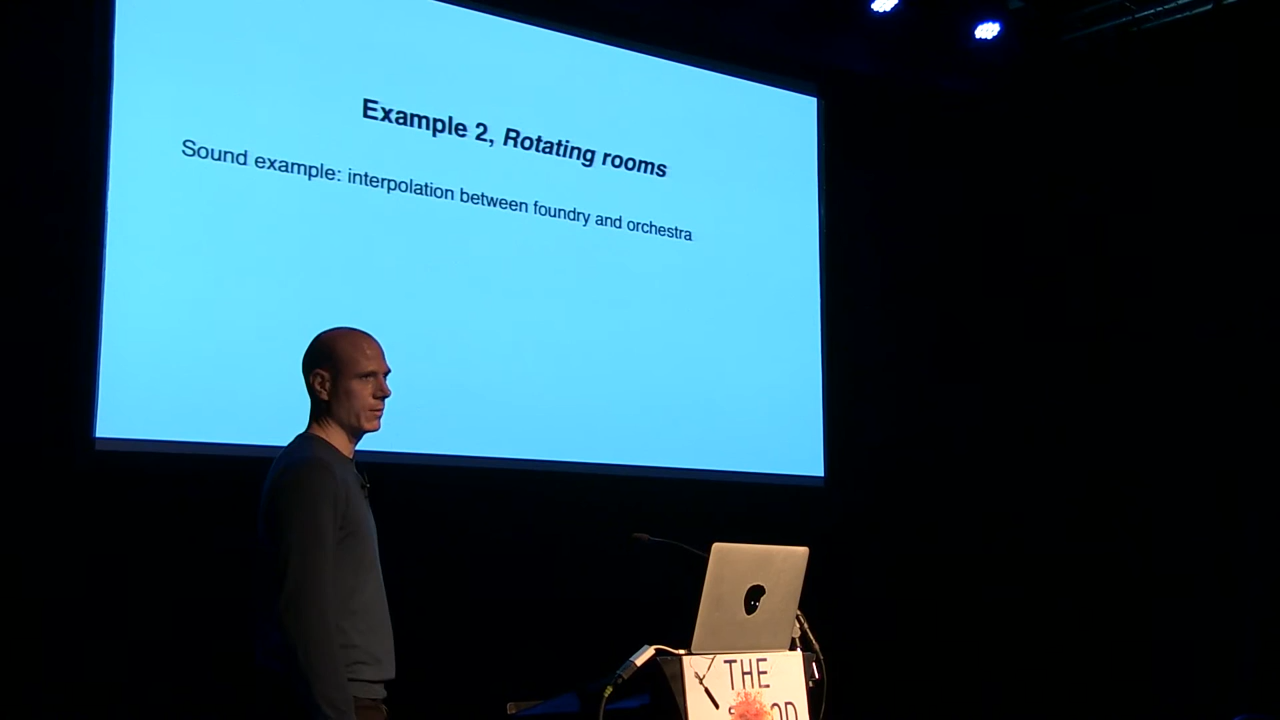 Example 2, Rotating rooms
Sound example: interpolation between foundry and orchestra
THE